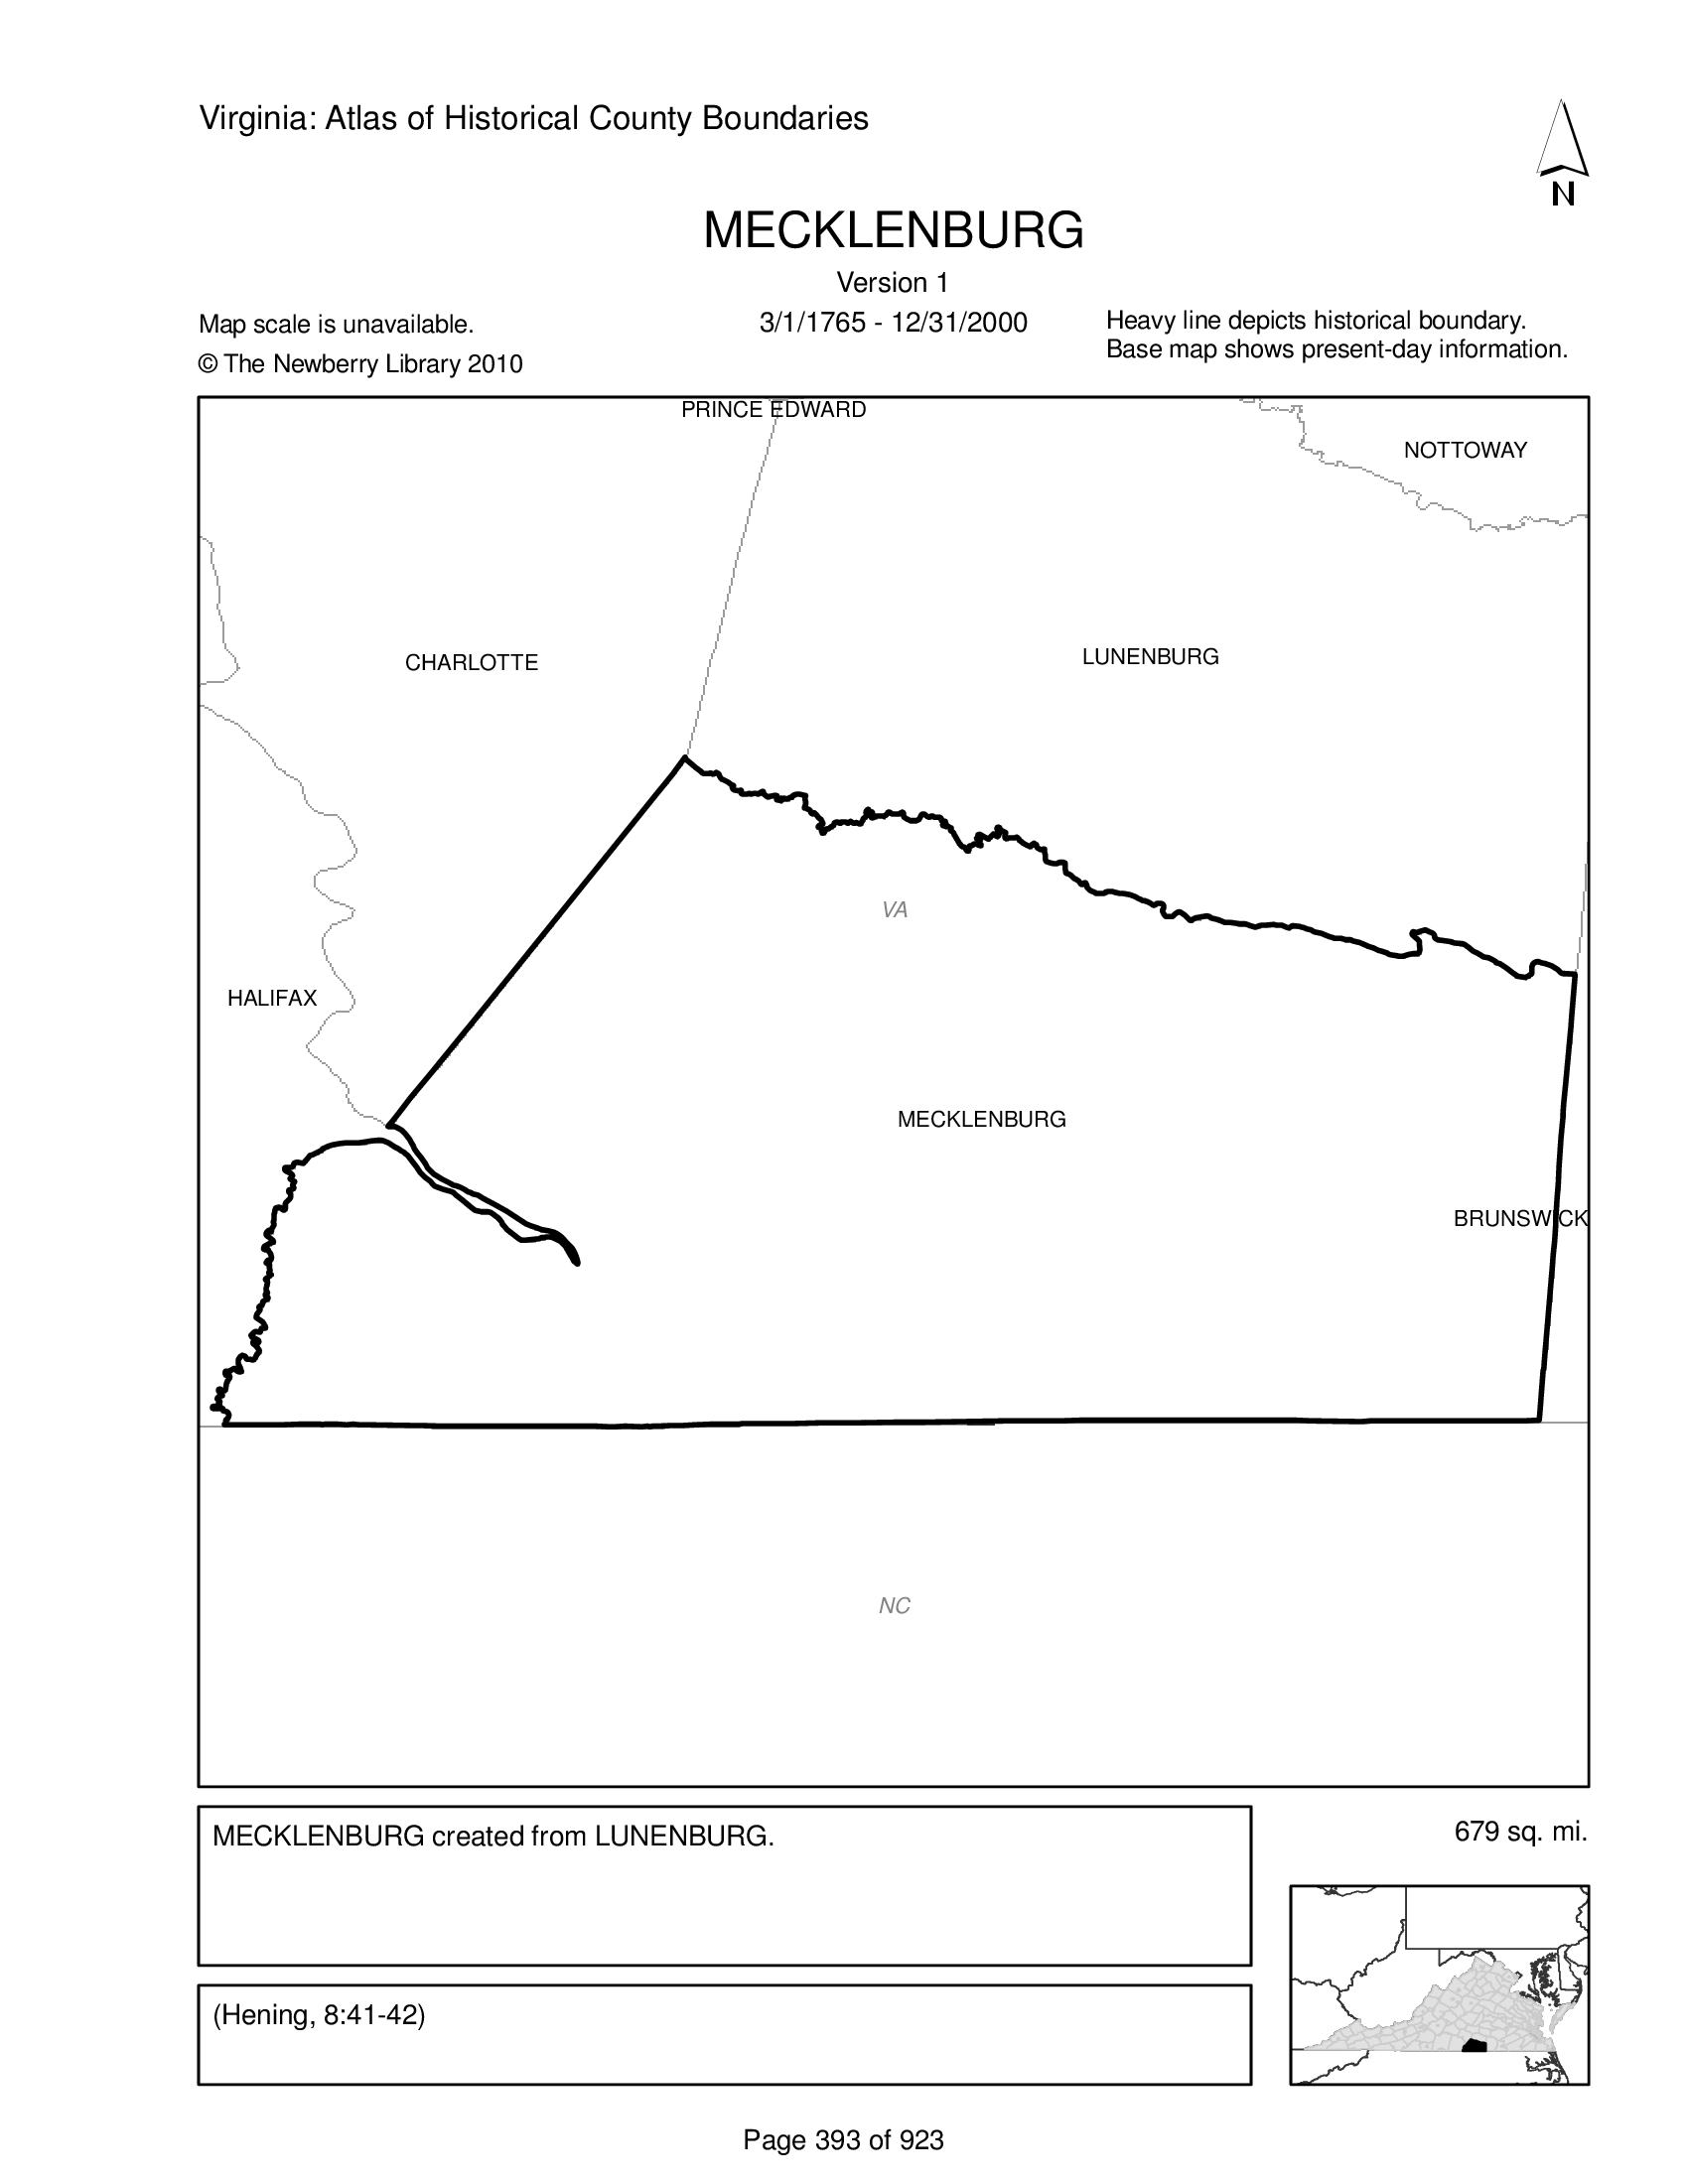 Virginia: Atlas of Historical County Boundaries
N
MECKLENBURG
Version 1
3/1/1765 - 12/31/2000
Map scale is unavailable.
© The Newberry Library 2010
Heavy line depicts historical boundary.
Base map shows present-day information.
PRINCE EDWARD
NOTTOWAY
CHARLOTTE
LUNENBURG
VA
HALIFAX
MECKLENBURG
BRUNSWICK
NC
MECKLENBURG created from LUNENBURG.
679 sq. mi.
(Hening, 8:41-42)
Page 393 of 923